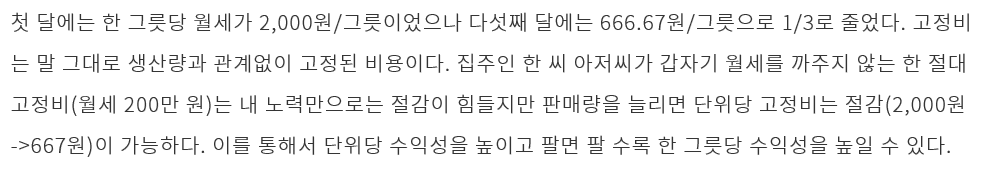 첫 달에는 한 그릇당 월세가 2,000원/그릇이었으나 다섯째 달에는 666.67원/그릇으로 1/3로 줄었다. 고정비
는 말 그대로 생산량과 관계없이 고정된 비용이다. 집주인 한 씨 아저씨가 갑자기 월세를 까주지 않는 한 절대
고정비(월세 200만 원)는 내 노력만으로는 절감이 힘들지만 판매량을 늘리면 단위당 고정비는 절감(2,000원
->667원)이 가능하다. 이를 통해서 단위당 수익성을 높이고 팔면 팔 수록 한 그릇당 수익성을 높일 수 있다.